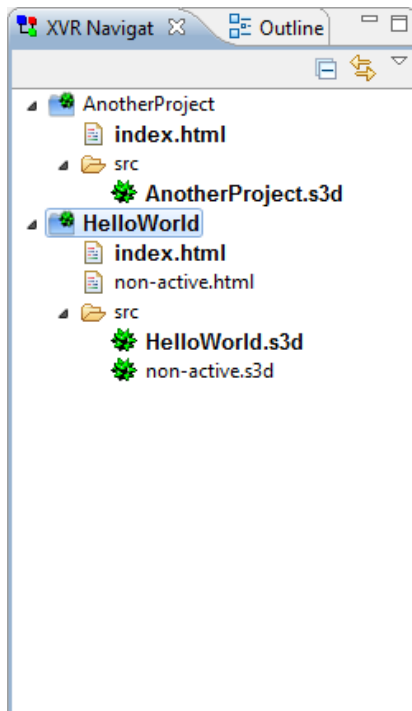 XVR Navigat Outline
AnotherProject
index.html
src
AnotherProject.s3d
HelloWorld
index.html
non-active.html
src
HelloWorld.s3d
non-active.s3d